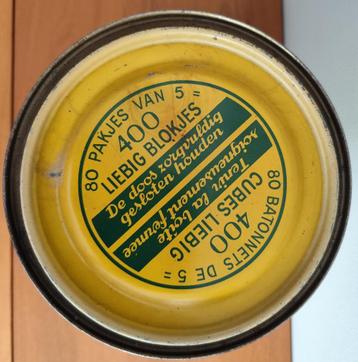 80 PAKJES VAN 5 =
400
LIEBIG BLOKJES
De doos zorgvuldig
gesloten houden
Tenir la boite
soigneusement fermée
80 BATONNETS DE 5 =
400
CUBES LIEBIG